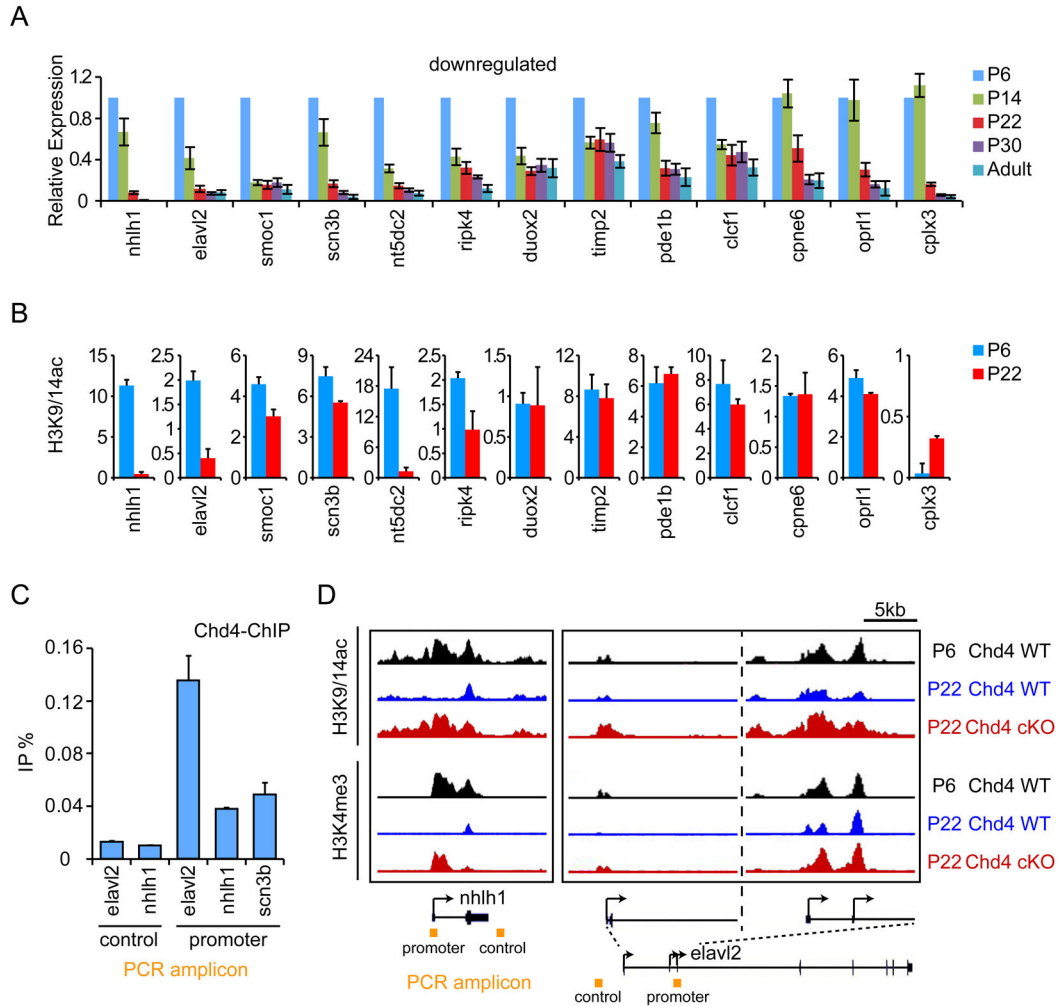 A
downregulated
Relative Expression
1.2
0.8
0.4
0
nhlh1
elavl2
smoc1
scn3b
nt5dc2
ripk4
duox2
timp2
pde1b
clcf1
cpne6
oprl1
cplx3
P6
P14
P22
P30
Adult
B
H3K9/14ac
15
10
5
0
2.5
2
1.5
1
0.5
0
6
4
2
0
9
6
3
0
24
18
12
6
0
2.5
2
1.5
1
0.5
0
1.5
1
0.5
0
12
8
4
0
8
6
4
2
0
10
8
6
4
2
0
2
1.5
1
0.5
0
6
4
2
0
1
0.5
0
nhlh1
elavl2
smoc1
scn3b
nt5dc2
ripk4
duox2
timp2
pde1b
clcf1
cpne6
oprl1
cplx3
P6
P22
C
Chd4-ChIP
IP %
0.16
0.12
0.08
0.04
0
elavl2
nhlh1
elavl2
nhlh1
scn3b
control
promoter
PCR amplicon
D
5kb
H3K9/14ac
P6 Chd4 WT
P22 Chd4 WT
P22 Chd4 cKO
H3K4me3
P6 Chd4 WT
P22 Chd4 WT
P22 Chd4 cKO
nhlh1
promoter
control
PCR amplicon
elavl2
control
promoter